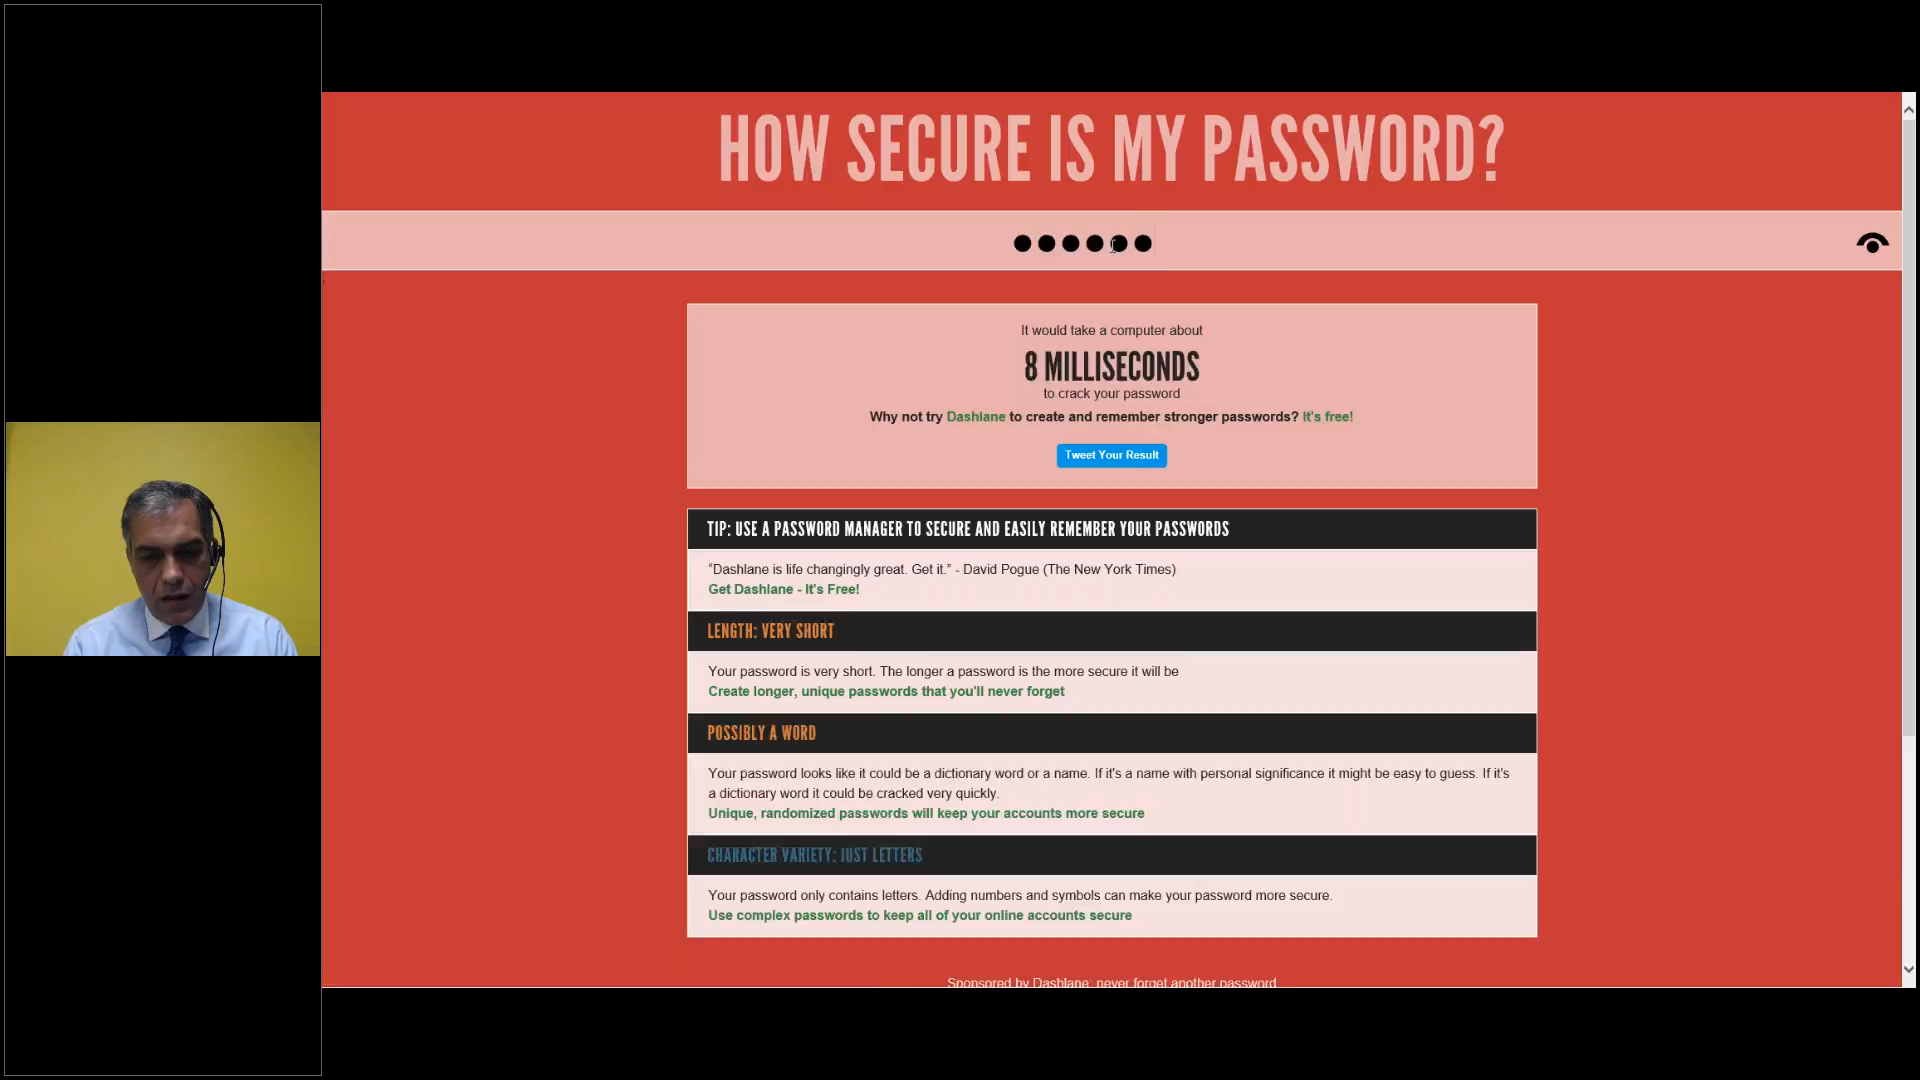 HOW SECURE IS MY PASSWORD?
It would take a computer about
8 MILLISECONDS
to crack your password
Why not try Dashlane to create and remember stronger passwords? It's free!
Tweet Your Result
TIP: USE A PASSWORD MANAGER TO SECURE AND EASILY REMEMBER YOUR PASSWORDS
“Dashlane is life changingly great. Get it.” - David Pogue (The New York Times)
Get Dashlane - It's Free!
LENGTH: VERY SHORT
Your password is very short. The longer a password is the more secure it will be
Create longer, unique passwords that you'll never forget
POSSIBLY A WORD
Your password looks like it could be a dictionary word or a name. If it's a name with personal significance it might be easy to guess. If it's
a dictionary word it could be cracked very quickly.
Unique, randomized passwords will keep your accounts more secure
CHARACTER VARIETY: JUST LETTERS
Your password only contains letters. Adding numbers and symbols can make your password more secure.
Use complex passwords to keep all of your online accounts secure
Sponsored by Dashlane: never forget another password